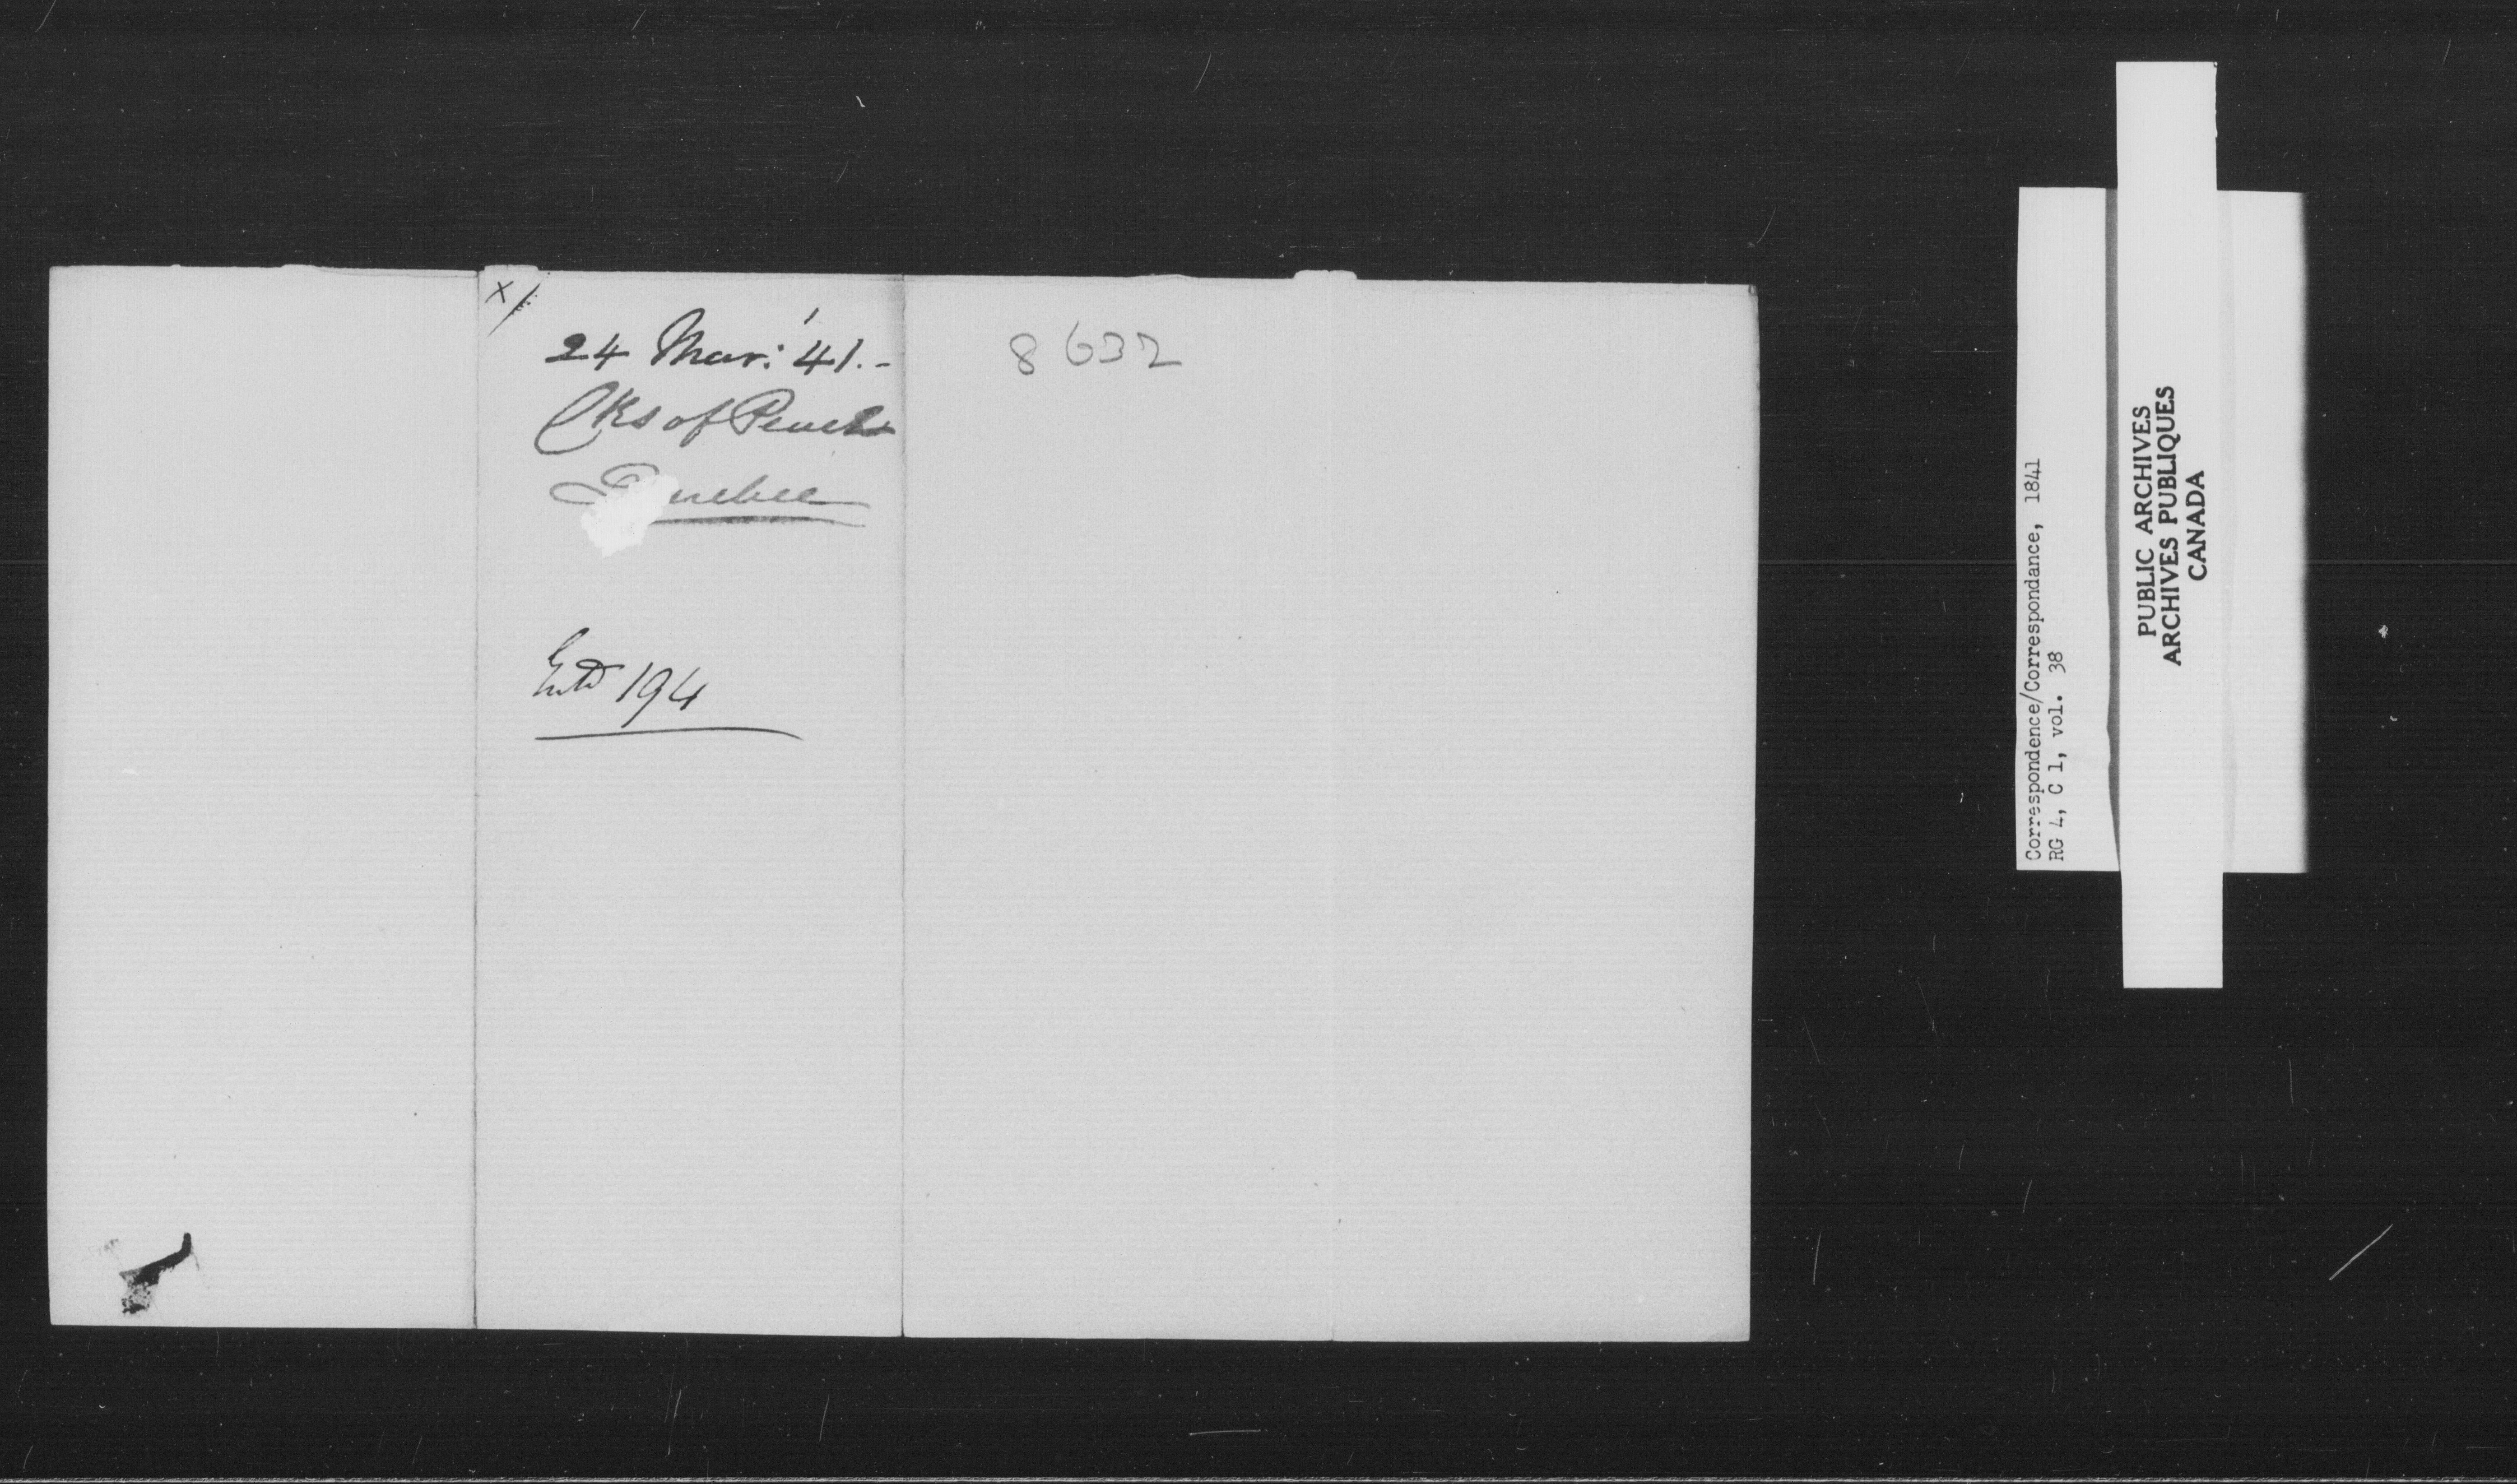 X/
24 Mar: '41.-
Clks of Peace
Quebec
Entd 194
8632
Correspondence/Correspondance, 1841
RG 4, C 1, vol. 38
PUBLIC ARCHIVES
ARCHIVES PUBLIQUES
CANADA